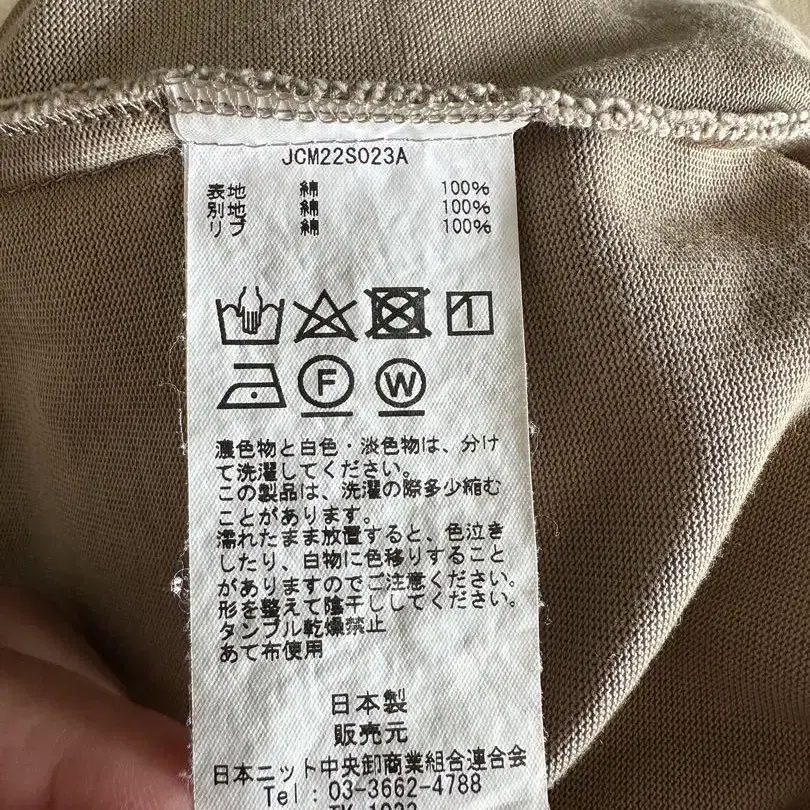 JCM22S023A
表地 綿 100%
別地 綿 100%
リブ 綿 100%
F W
濃色物と白色・淡色物は、分け
て洗濯してください。
この製品は、洗濯の際多少縮む
ことがあります。
濡れたまま放置すると、色泣き
したり、白物に色移りすること
がありますのでご注意ください。
形を整えて陰干ししてください。
タンブル乾燥禁止
あて布使用
日本製
販売元
日本ニット中央卸商業組合連合会
Tel：03-3662-4788